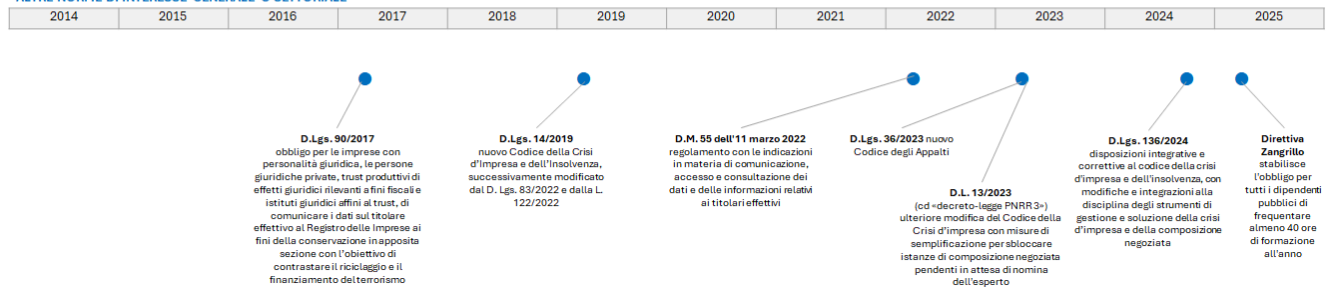 ALTRE NORME DI INTERESSE GENERALE O SETTORIALE
2014 2015 2016 2017 2018 2019 2020 2021 2022 2023 2024 2025
D.Lgs. 90/2017
obbligo per le imprese con
personalità giuridica, le persone
giuridiche private, trust produttivi di
effetti giuridici rilevanti a fini fiscali e
istituti giuridici affini al trust, di
comunicare i dati sul titolare
effettivo al Registro delle Imprese ai
fini della conservazione in apposita
sezione con l'obiettivo di
contrastare il riciclaggio e il
finanziamento del terrorismo
D.Lgs. 14/2019
nuovo Codice della Crisi
d'Impresa e dell'Insolvenza,
successivamente modificato
dal D. Lgs. 83/2022 e dalla L.
122/2022
D.M. 55 dell'11 marzo 2022
regolamento con le indicazioni
in materia di comunicazione,
accesso e consultazione dei
dati e delle informazioni relativi
ai titolari effettivi
D.Lgs. 36/2023 nuovo
Codice degli Appalti
D.L. 13/2023
(cd «decreto-legge PNRR3»)
ulteriore modifica del Codice della
Crisi d'impresa con misure di
semplificazione per sbloccare
istanze di composizione negoziata
pendenti in attesa di nomina
dell'esperto
D.Lgs. 136/2024
disposizioni integrative e
correttive al codice della crisi
d'impresa e dell'insolvenza, con
modifiche e integrazioni alla
disciplina degli strumenti di
gestione e soluzione della crisi
d'impresa e della composizione
negoziata
Direttiva
Zangrillo
stabilisce
l'obbligo per
tutti i dipendenti
pubblici di
frequentare
almeno 40 ore
di formazione
all'anno